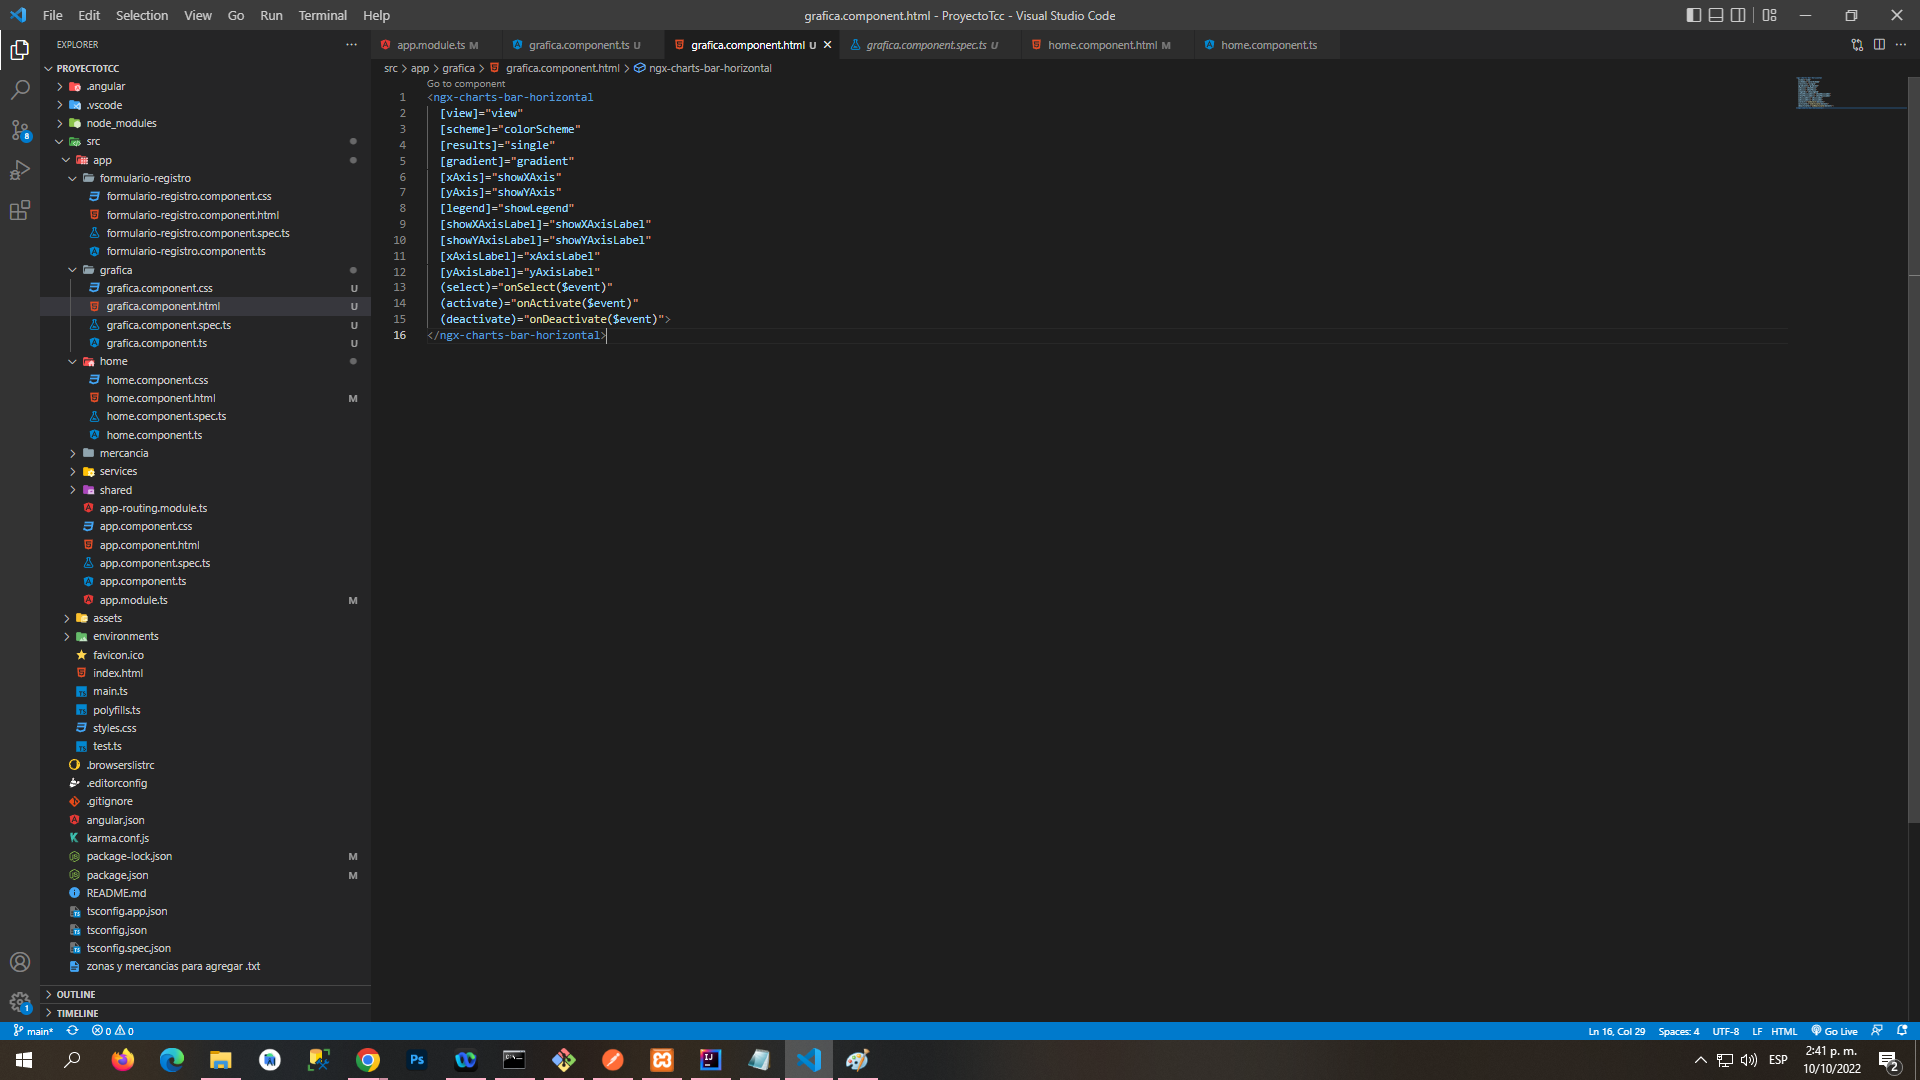 File Edit Selection View Go Run Terminal Help
grafica.component.html - ProyectoTcc - Visual Studio Code
EXPLORER
PROYECTOTCC
.angular
.vscode
node_modules
src
app
formulario-registro
formulario-registro.component.css
formulario-registro.component.html
formulario-registro.component.spec.ts
formulario-registro.component.ts
grafica
grafica.component.css U
grafica.component.html U
grafica.component.spec.ts U
grafica.component.ts U
home
home.component.css
home.component.html M
home.component.spec.ts
home.component.ts
mercancia
services
shared
app-routing.module.ts
app.component.css
app.component.html
app.component.spec.ts
app.component.ts
app.module.ts M
assets
environments
favicon.ico
index.html
main.ts
polyfills.ts
styles.css
test.ts
.browserslistrc
.editorconfig
.gitignore
angular.json
karma.conf.js
package-lock.json M
package.json M
README.md
tsconfig.app.json
tsconfig.json
tsconfig.spec.json
zonas y mercancias para agregar .txt
OUTLINE
TIMELINE
app.module.ts M grafica.component.ts U grafica.component.html U grafica.component.spec.ts U home.component.html M home.component.ts
src > app > grafica > grafica.component.html > ngx-charts-bar-horizontal
Go to component
1 <ngx-charts-bar-horizontal
2 [view]="view"
3 [scheme]="colorScheme"
4 [results]="single"
5 [gradient]="gradient"
6 [xAxis]="showXAxis"
7 [yAxis]="showYAxis"
8 [legend]="showLegend"
9 [showXAxisLabel]="showXAxisLabel"
10 [showYAxisLabel]="showYAxisLabel"
11 [xAxisLabel]="xAxisLabel"
12 [yAxisLabel]="yAxisLabel"
13 (select)="onSelect($event)"
14 (activate)="onActivate($event)"
15 (deactivate)="onDeactivate($event)">
16 </ngx-charts-bar-horizontal>
8
1
main* 0 0
Ln 16, Col 29 Spaces: 4 UTF-8 LF HTML Go Live
Ps
IJ
ESP
2:41 p. m.
10/10/2022
2